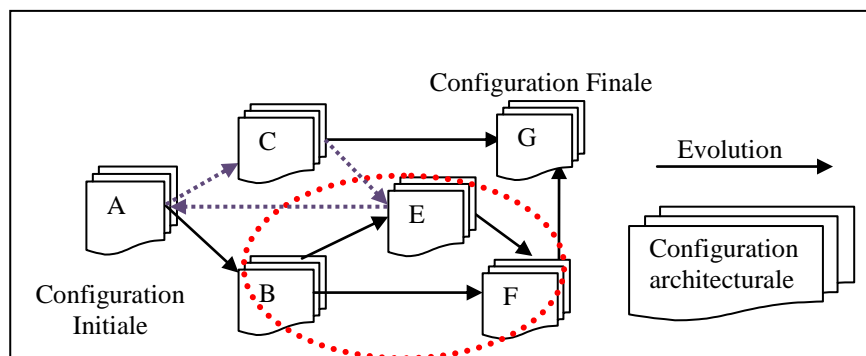 Configuration Finale
C
G
Evolution
A
E
Configuration
architecturale
B
F
Configuration
Initiale